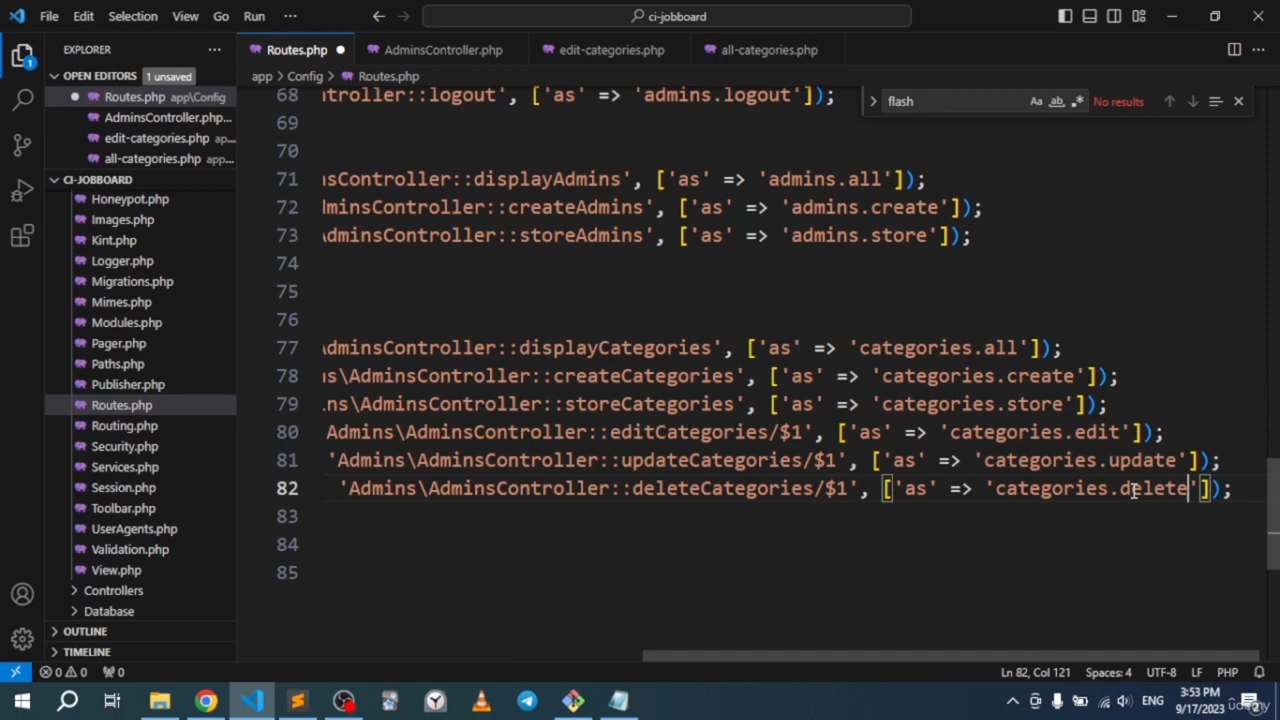 File Edit Selection View Go Run ci-jobboard
EXPLORER
Routes.php AdminsController.php edit-categories.php all-categories.php
OPEN EDITORS 1 unsaved
app > Config > Routes.php
Routes.php app\Config
AdminsController.php...
edit-categories.php ap...
all-categories.php app...
flash Aa ab No results
CI-JOBBOARD
Honeypot.php
Images.php
Kint.php
Logger.php
Migrations.php
Mimes.php
Modules.php
Pager.php
Paths.php
Publisher.php
Routes.php
Routing.php
Security.php
Services.php
Session.php
Toolbar.php
UserAgents.php
Validation.php
View.php
Controllers
Database
OUTLINE
TIMELINE
68 ntroller::logout', ['as' => 'admins.logout']);
69
70
71 nsController::displayAdmins', ['as' => 'admins.all']);
72 dminsController::createAdmins', ['as' => 'admins.create']);
73 AdminsController::storeAdmins', ['as' => 'admins.store']);
74
75
76
77 AdminsController::displayCategories', ['as' => 'categories.all']);
78 ns\AdminsController::createCategories', ['as' => 'categories.create']);
79 ns\AdminsController::storeCategories', ['as' => 'categories.store']);
80 Admins\AdminsController::editCategories/$1', ['as' => 'categories.edit']);
81 'Admins\AdminsController::updateCategories/$1', ['as' => 'categories.update']);
82 'Admins\AdminsController::deleteCategories/$1', ['as' => 'categories.delete']);
83
84
85
0 0 0 Ln 82, Col 121 Spaces: 4 UTF-8 LF PHP
ENG 3:53 PM
9/17/2023
udemy